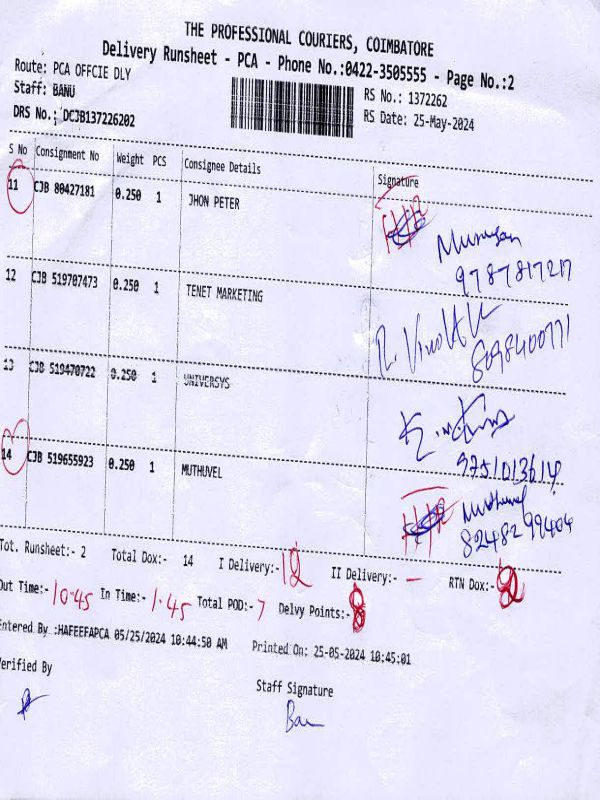 THE PROFESSIONAL COURIERS, COIMBATORE
Delivery Runsheet - PCA - Phone No.:0422-3505555 - Page No.:2
Route: PCA OFFCIE DLY
Staff: BANU
RS No.: 1372262
DRS No.: DCJB137226202
RS Date: 25-May-2024
S No Consignment No Weight PCS Consignee Details Signature
11 CJB 80427181 0.250 1 JHON PETER
Murugan
9787817217
12 CJB 519707473 0.250 1 TENET MARKETING
8098400771
13 CJB 519470722 0.250 1 UNIVERSYS
9751013614
14 CJB 519655923 0.250 1 MUTHUVEL
Muthuvel
8248299404
Tot. Runsheet:- 2 Total Dox:- 14 I Delivery:- 12 II Delivery:- - RTN Dox:- 2
Out Time:- 10.45 In Time:- 1.45 Total POD:- 7 Delvy Points:- 8
Entered By :HAFEEFAPCA 05/25/2024 10:44:50 AM Printed On: 25-05-2024 10:45:01
Verified By
Staff Signature